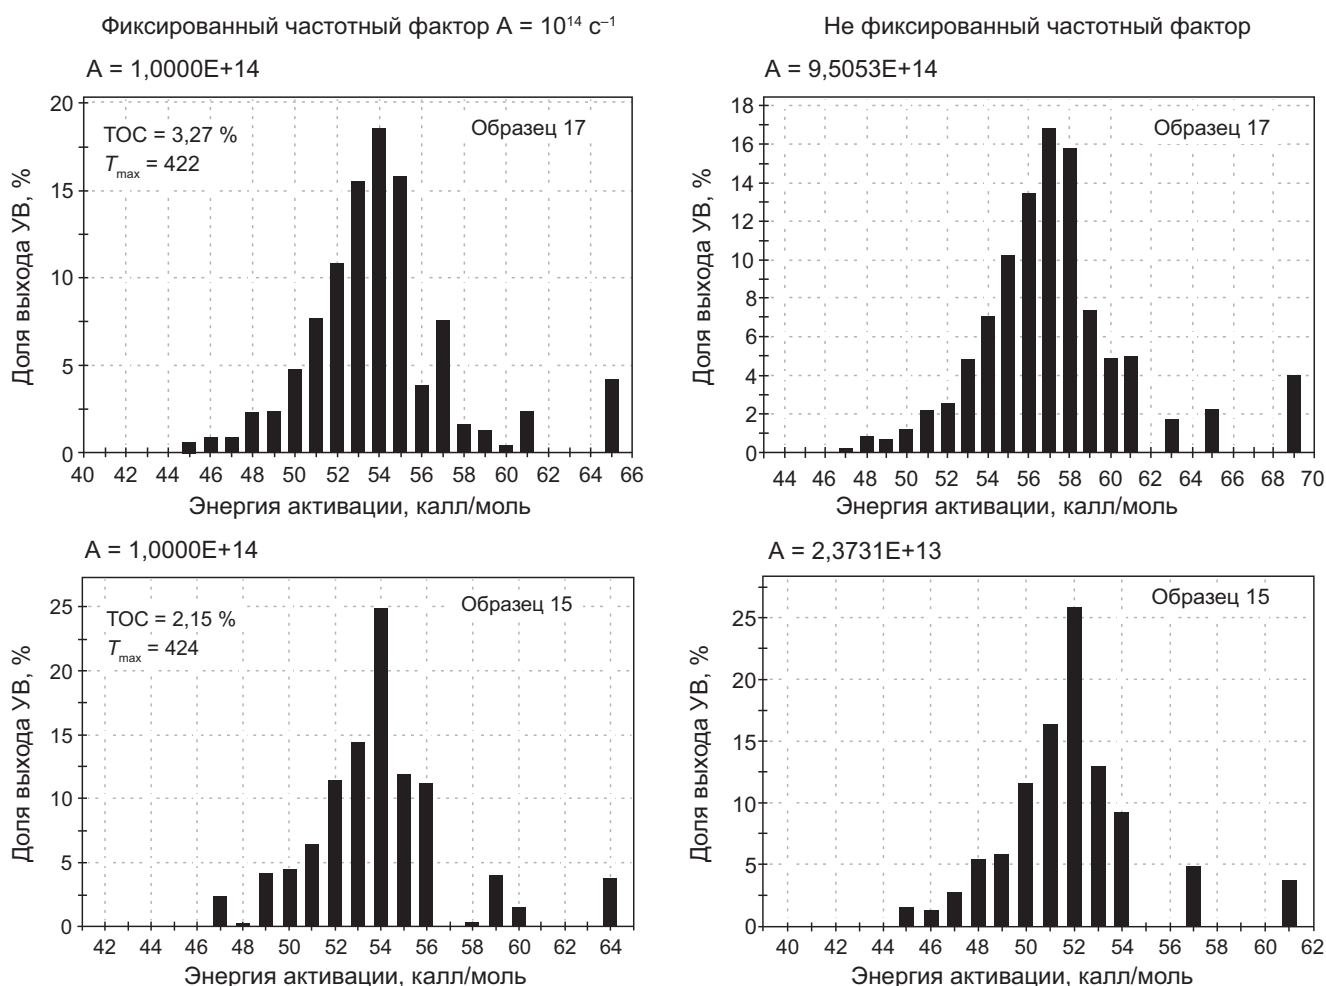 Фиксированный частотный фактор A = 10¹⁴ с⁻¹
Не фиксированный частотный фактор
A = 1,0000E+14
Образец 17
TOC = 3,27 %
Tmax = 422
Доля выхода УВ, %
20
15
10
5
0
40 42 44 46 48 50 52 54 56 58 60 62 64 66
Энергия активации, калл/моль
A = 9,5053E+14
Образец 17
Доля выхода УВ, %
18
16
14
12
10
8
6
4
2
0
44 46 48 50 52 54 56 58 60 62 64 66 68 70
Энергия активации, калл/моль
A = 1,0000E+14
Образец 15
TOC = 2,15 %
Tmax = 424
Доля выхода УВ, %
25
20
15
10
5
0
42 44 46 48 50 52 54 56 58 60 62 64
Энергия активации, калл/моль
A = 2,3731E+13
Образец 15
Доля выхода УВ, %
25
20
15
10
5
0
40 42 44 46 48 50 52 54 56 58 60 62
Энергия активации, калл/моль